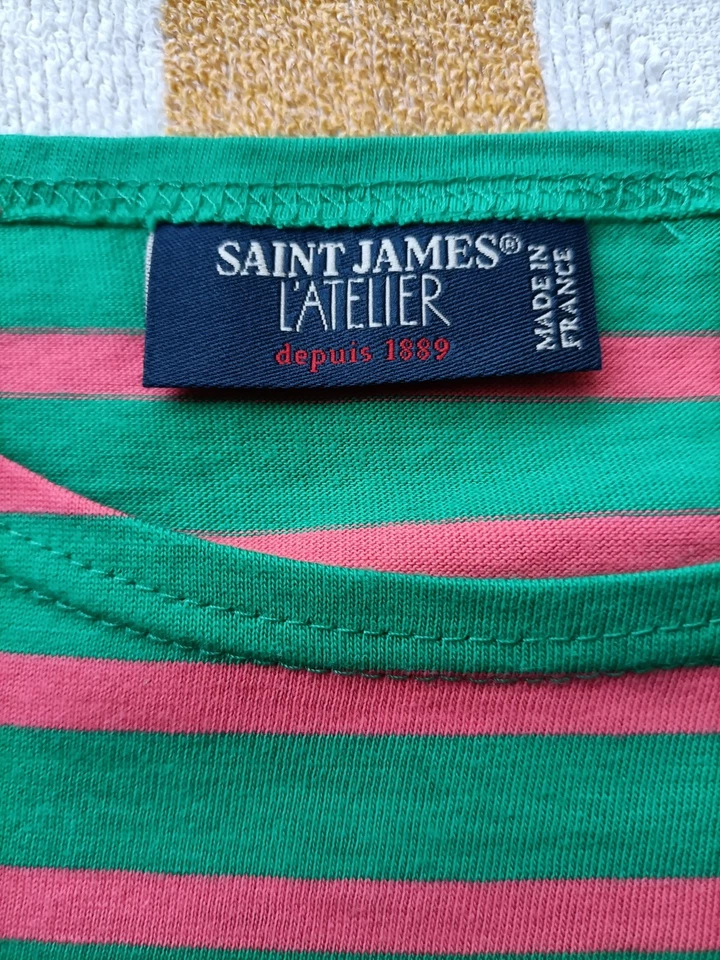 SAINT JAMES®
L'ATELIER
depuis 1889
MADE IN
FRANCE